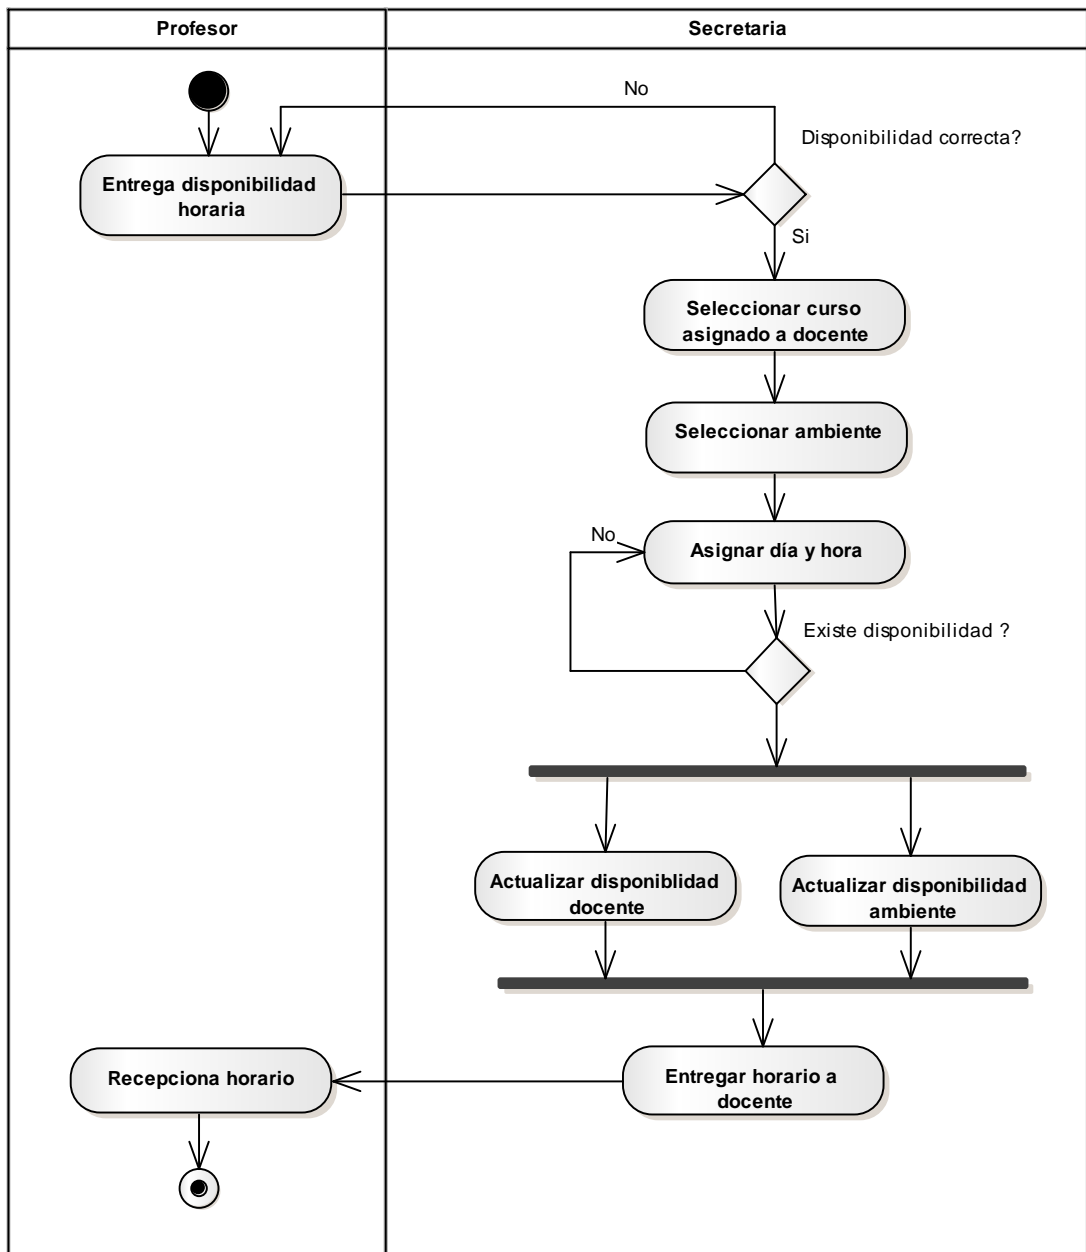 Profesor
Secretaria
No
Disponibilidad correcta?
Entrega disponibilidad
horaria
Si
Seleccionar curso
asignado a docente
Seleccionar ambiente
No
Asignar día y hora
Existe disponibilidad ?
Actualizar disponiblidad
docente
Actualizar disponibilidad
ambiente
Recepciona horario
Entregar horario a
docente